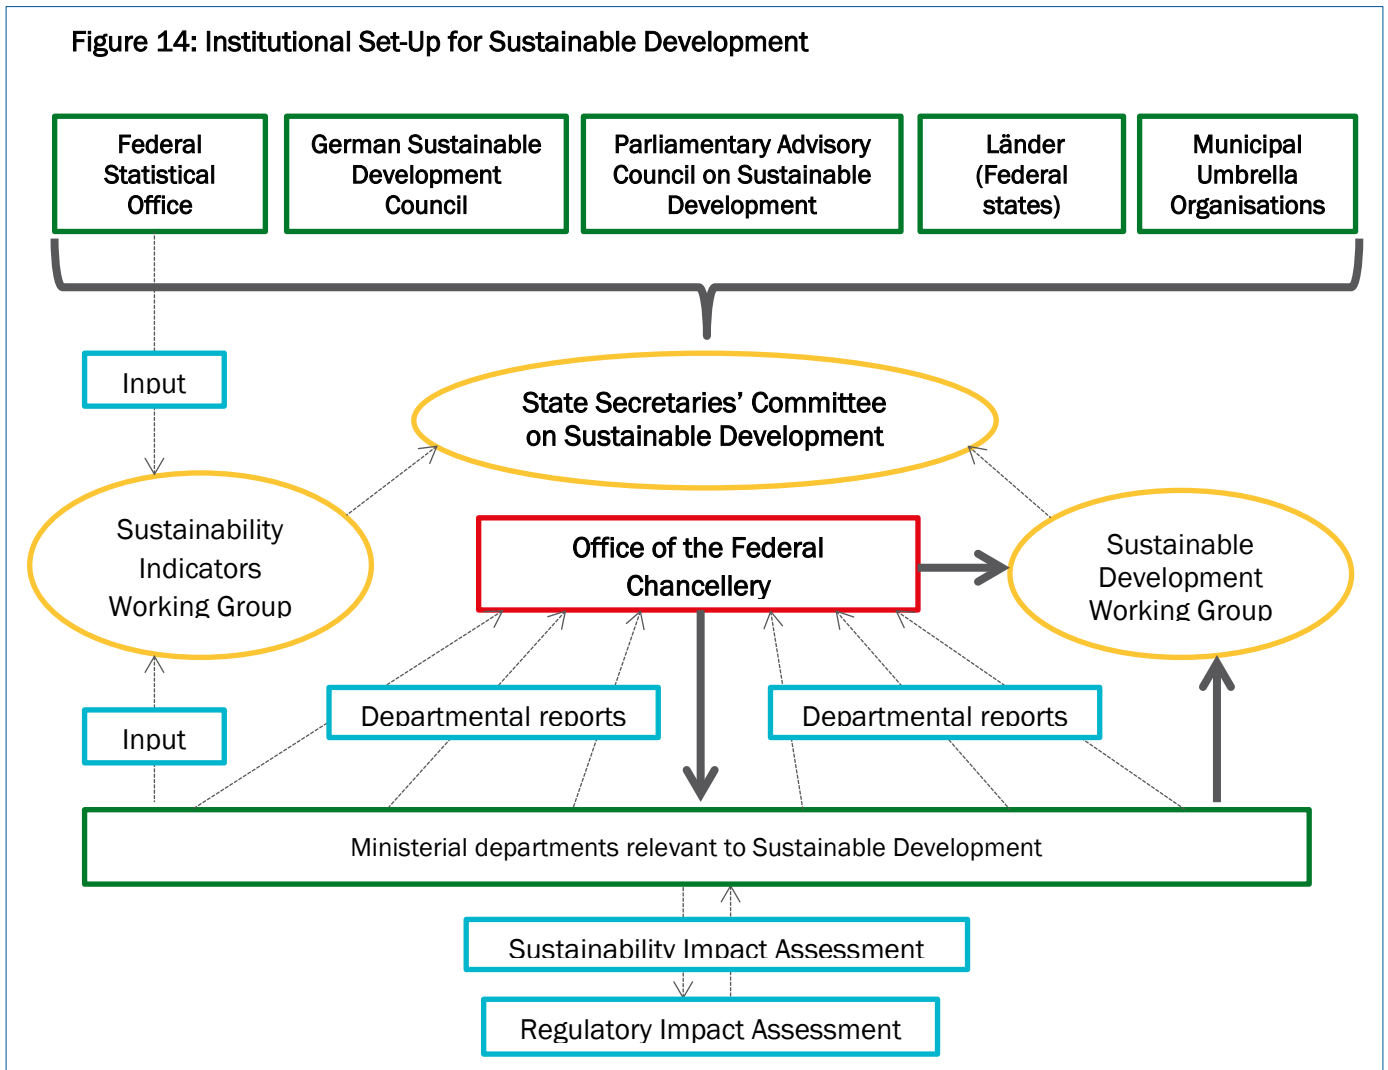 Figure 14: Institutional Set-Up for Sustainable Development
Federal
Statistical
Office
German Sustainable
Development
Council
Parliamentary Advisory
Council on Sustainable
Development
Länder
(Federal
states)
Municipal
Umbrella
Organisations
Input
State Secretaries’ Committee
on Sustainable Development
Sustainability
Indicators
Working Group
Office of the Federal
Chancellery
Sustainable
Development
Working Group
Departmental reports
Departmental reports
Input
Ministerial departments relevant to Sustainable Development
Sustainability Impact Assessment
Regulatory Impact Assessment